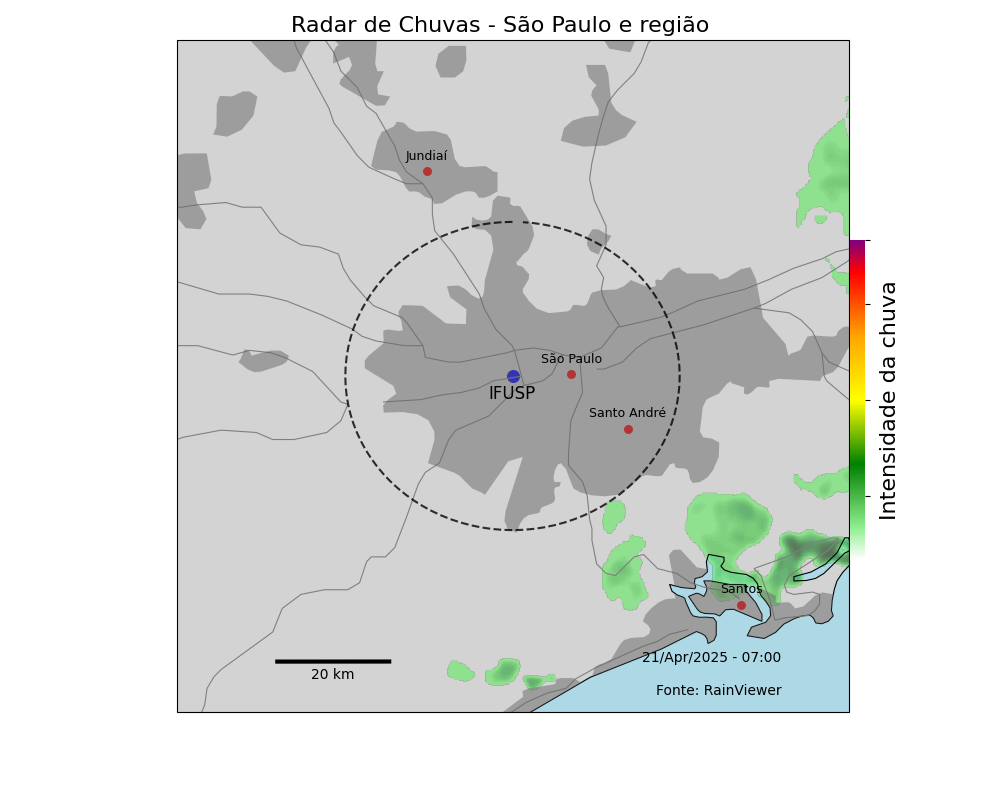 Radar de Chuvas - São Paulo e região
Jundiaí
São Paulo
IFUSP
Santo André
Intensidade da chuva
Santos
21/Apr/2025 - 07:00
20 km
Fonte: RainViewer